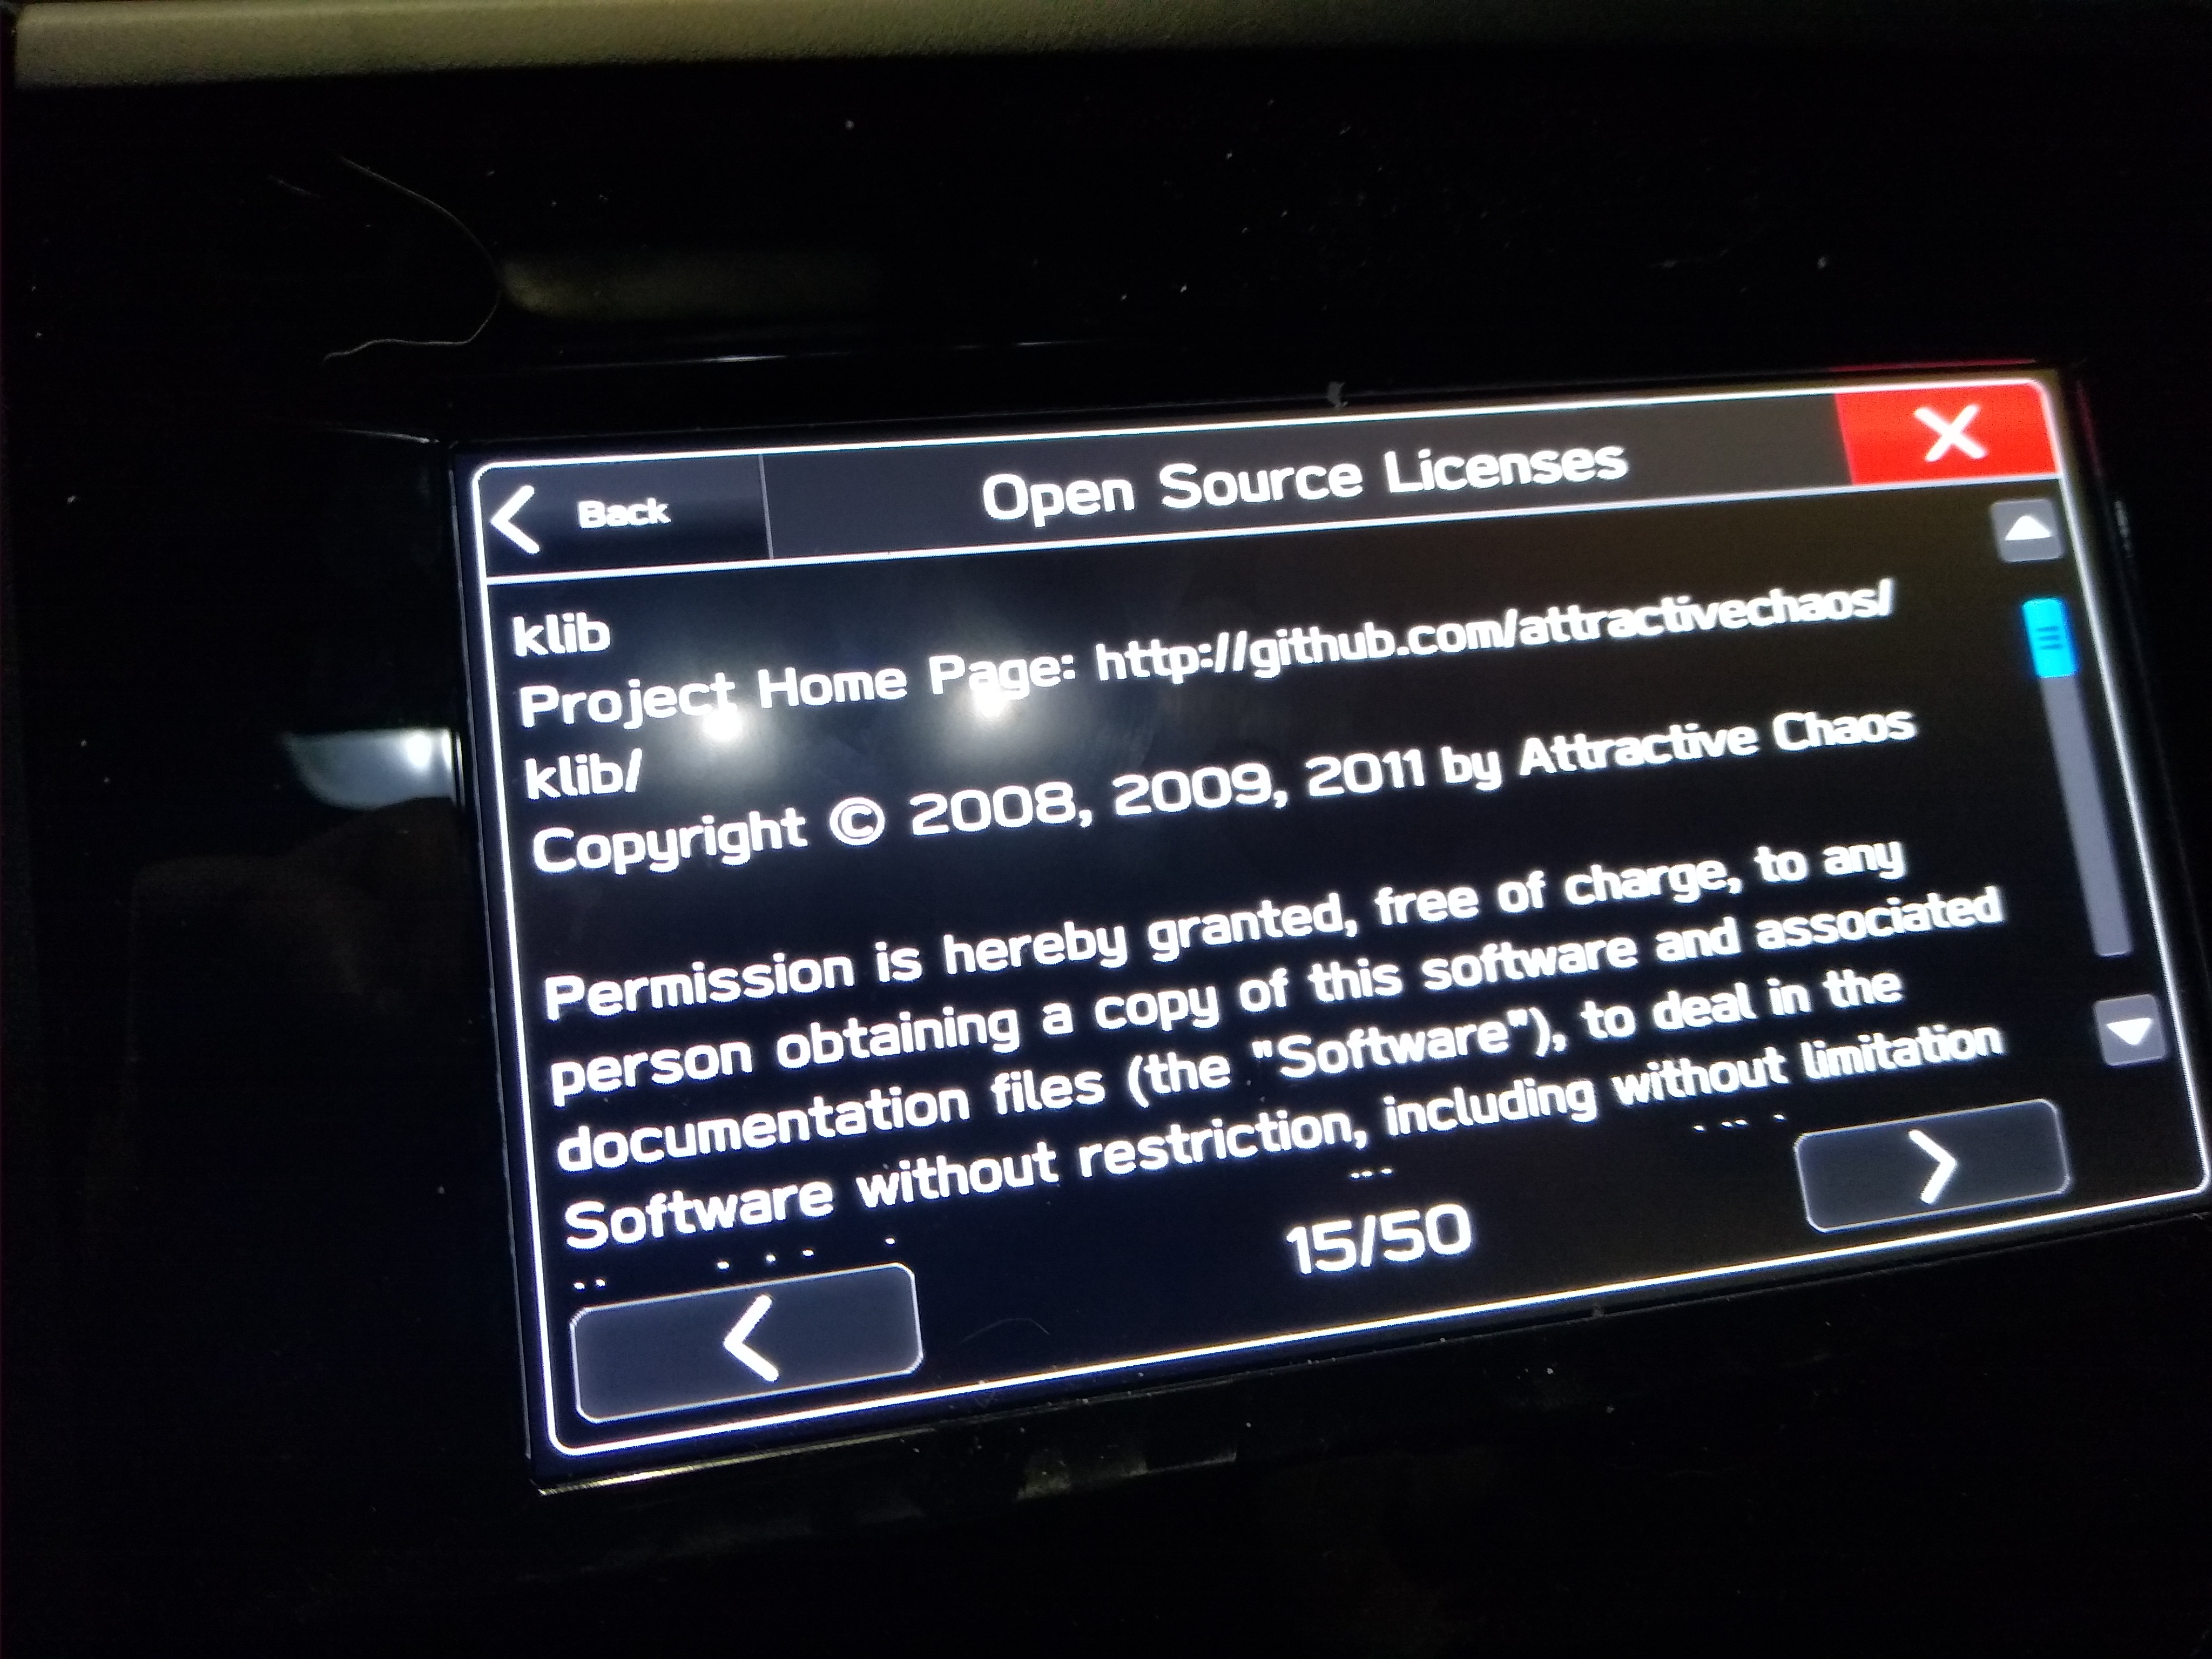 Back
Open Source Licenses
klib
Project Home Page: http://github.com/attractivechaos/
klib/
Copyright © 2008, 2009, 2011 by Attractive Chaos
Permission is hereby granted, free of charge, to any
person obtaining a copy of this software and associated
documentation files (the "Software"), to deal in the
Software without restriction, including without limitation
15/50